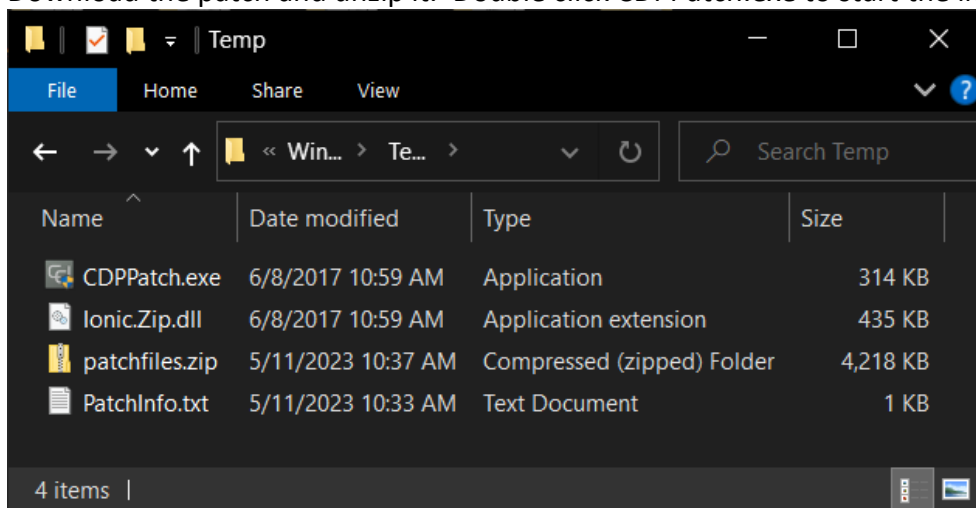 Temp
File Home Share View
« Win... > Te... > Search Temp
Name Date modified Type Size
CDPPatch.exe 6/8/2017 10:59 AM Application 314 KB
Ionic.Zip.dll 6/8/2017 10:59 AM Application extension 435 KB
patchfiles.zip 5/11/2023 10:37 AM Compressed (zipped) Folder 4,218 KB
PatchInfo.txt 5/11/2023 10:33 AM Text Document 1 KB
4 items